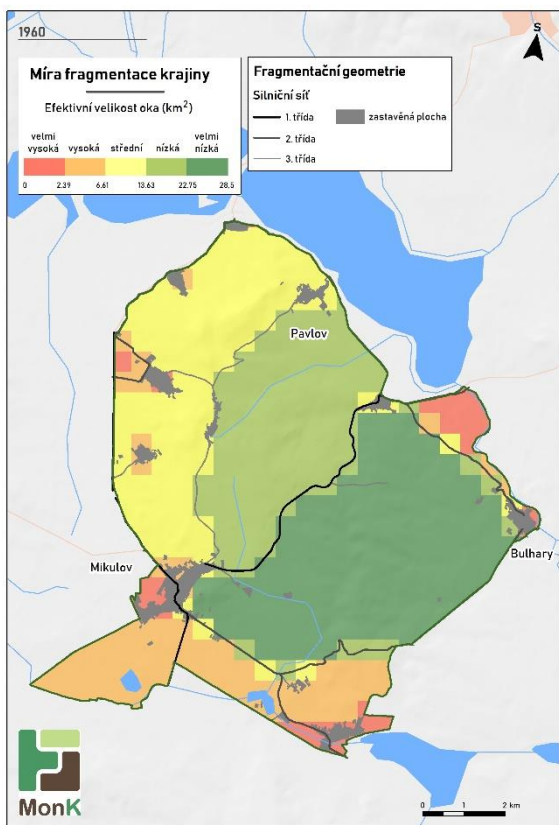 1960
S
Míra fragmentace krajiny
Efektivní velikost oka (km²)
velmi vysoká
vysoká
střední
nízká
velmi nízká
0 2.39 6.61 13.63 22.75 28.5
Fragmentační geometrie
Silniční síť
1. třída
2. třída
3. třída
zastavěná plocha
Pavlov
Mikulov
Bulhary
MonK
0 1 2 km